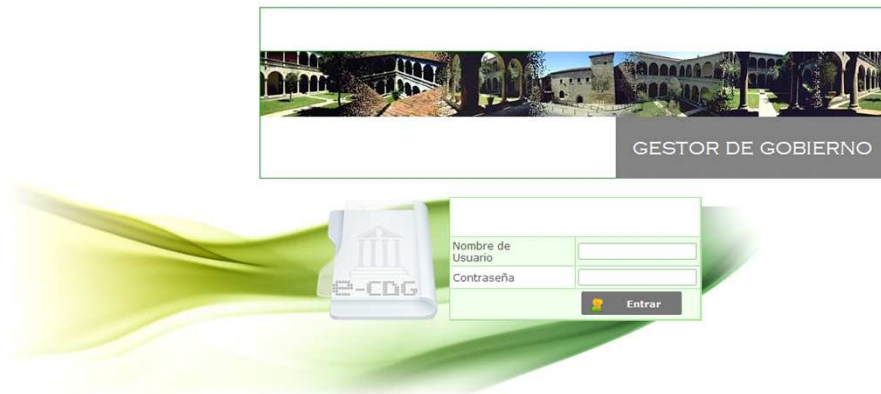 GESTOR DE GOBIERNO
Nombre de
Usuario
Contraseña
e-CDG
Entrar